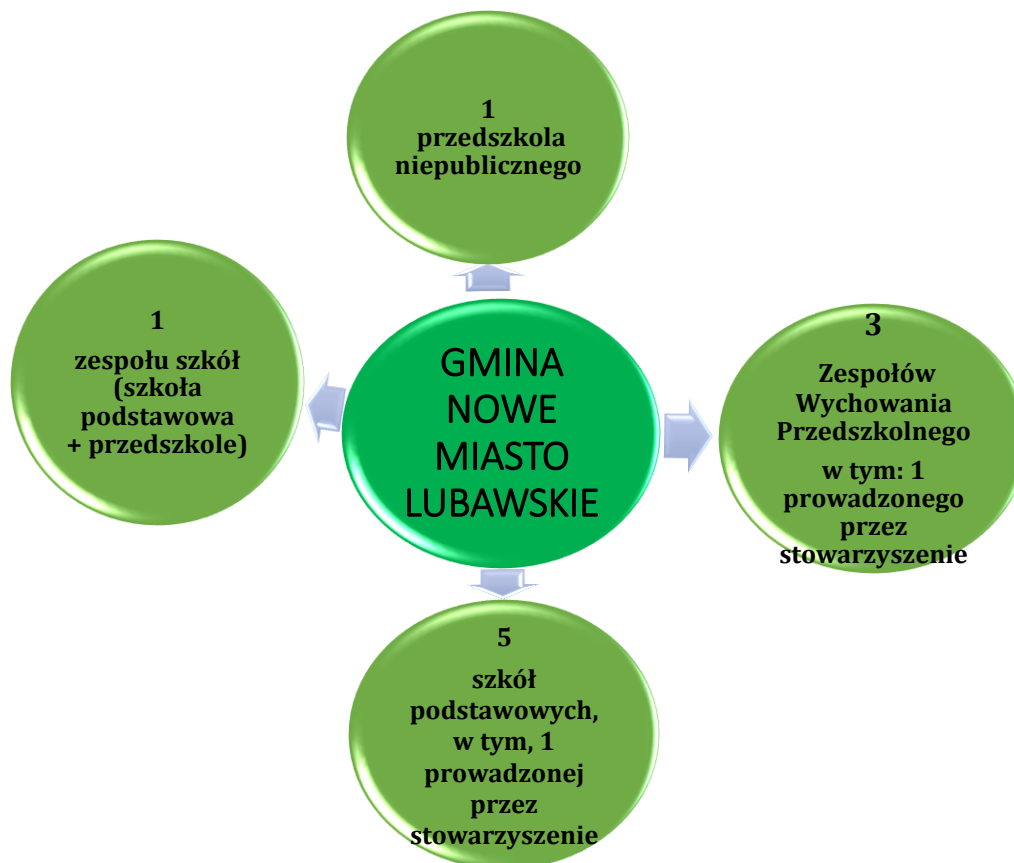 1
przedszkola
niepublicznego
1
zespołu szkół
(szkoła
podstawowa
+ przedszkole)
GMINA
NOWE
MIASTO
LUBAWSKIE
3
Zespołów
Wychowania
Przedszkolnego
w tym: 1
prowadzonego
przez
stowarzyszenie
5
szkół
podstawowych,
w tym, 1
prowadzonej
przez
stowarzyszenie